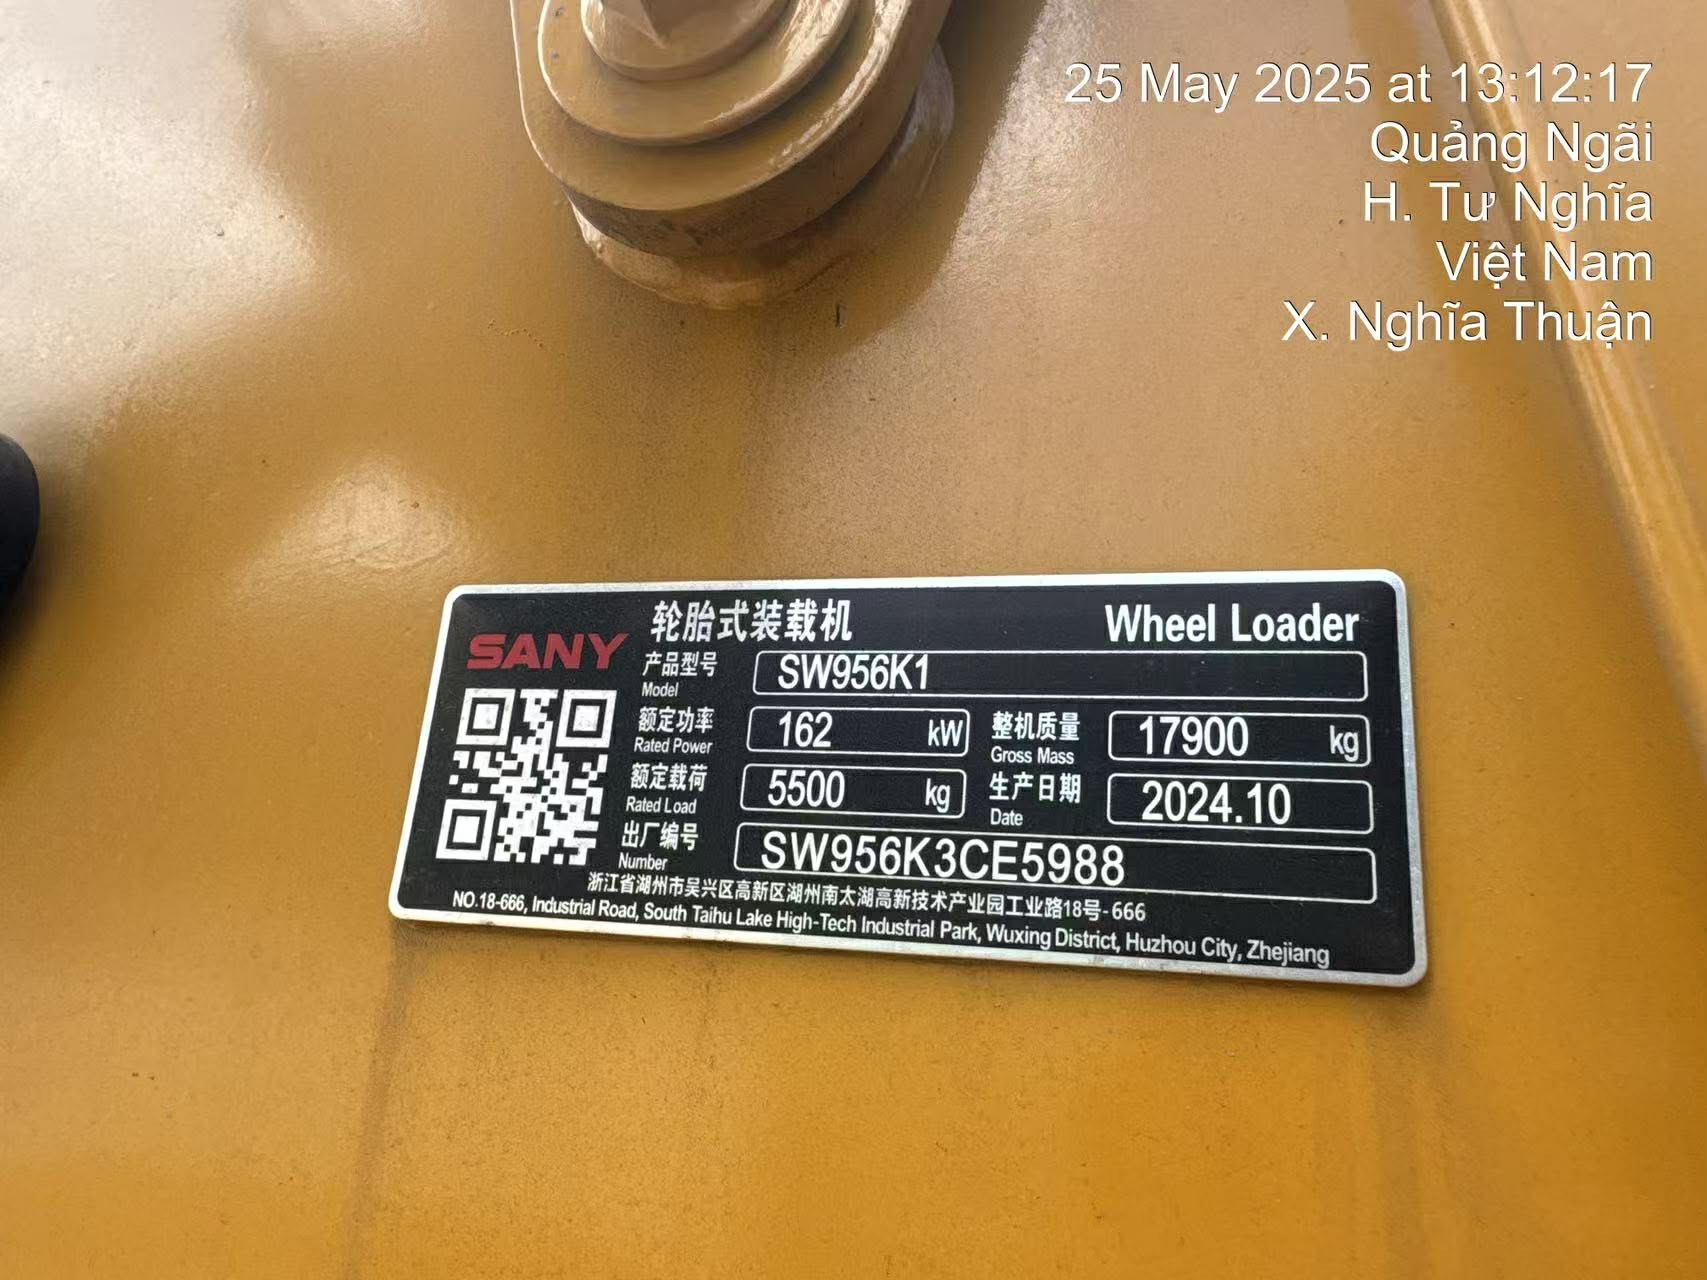 25 May 2025 at 13:12:17
Quảng Ngãi
H. Tư Nghĩa
Việt Nam
X. Nghĩa Thuận
SANY
轮胎式装载机 Wheel Loader
产品型号 Model SW956K1
额定功率 Rated Power 162 kW 整机质量 Gross Mass 17900 kg
额定载荷 Rated Load 5500 kg 生产日期 Date 2024.10
出厂编号 Number SW956K3CE5988
浙江省湖州市吴兴区高新区湖州南太湖高新技术产业园工业路18号-666
NO.18-666, Industrial Road, South Taihu Lake High-Tech Industrial Park, Wuxing District, Huzhou City, Zhejiang